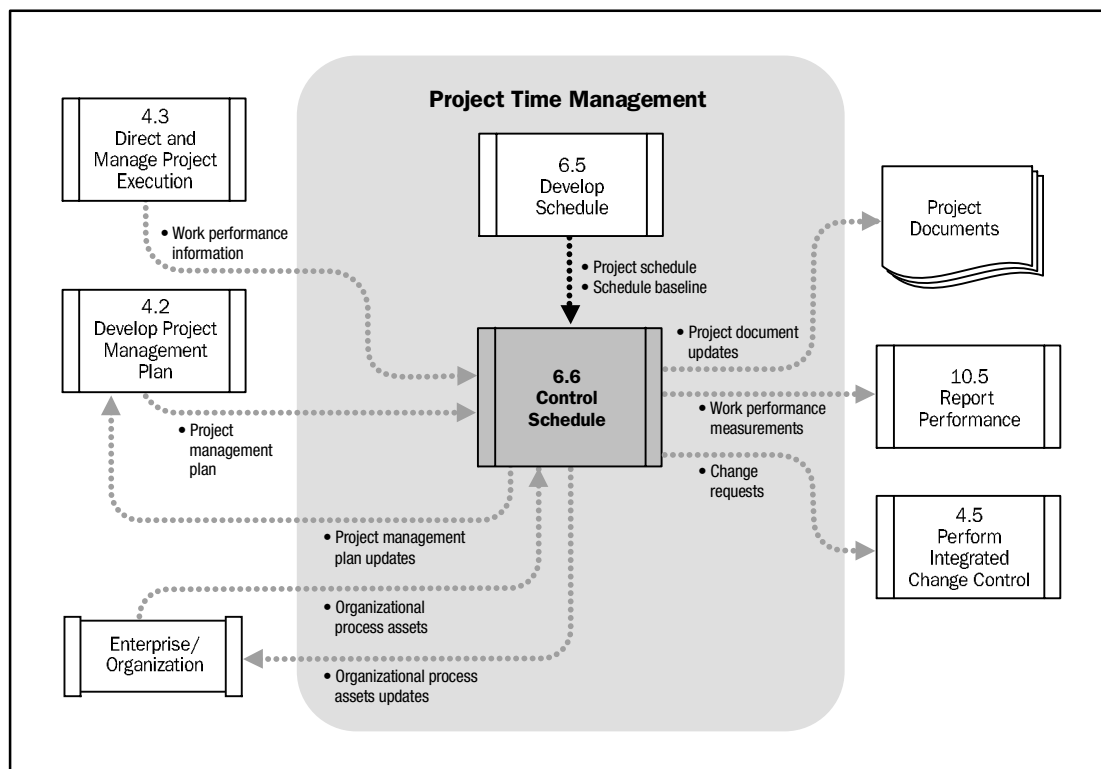 Project Time Management
4.3
Direct and
Manage Project
Execution
6.5
Develop
Schedule
Project
Documents
• Work performance
information
• Project schedule
• Schedule baseline
4.2
Develop Project
Management
Plan
6.6
Control
Schedule
• Project document
updates
10.5
Report
Performance
• Work performance
measurements
• Project
management
plan
• Change
requests
4.5
Perform
Integrated
Change Control
• Project management
plan updates
• Organizational
process assets
Enterprise/
Organization
• Organizational process
assets updates